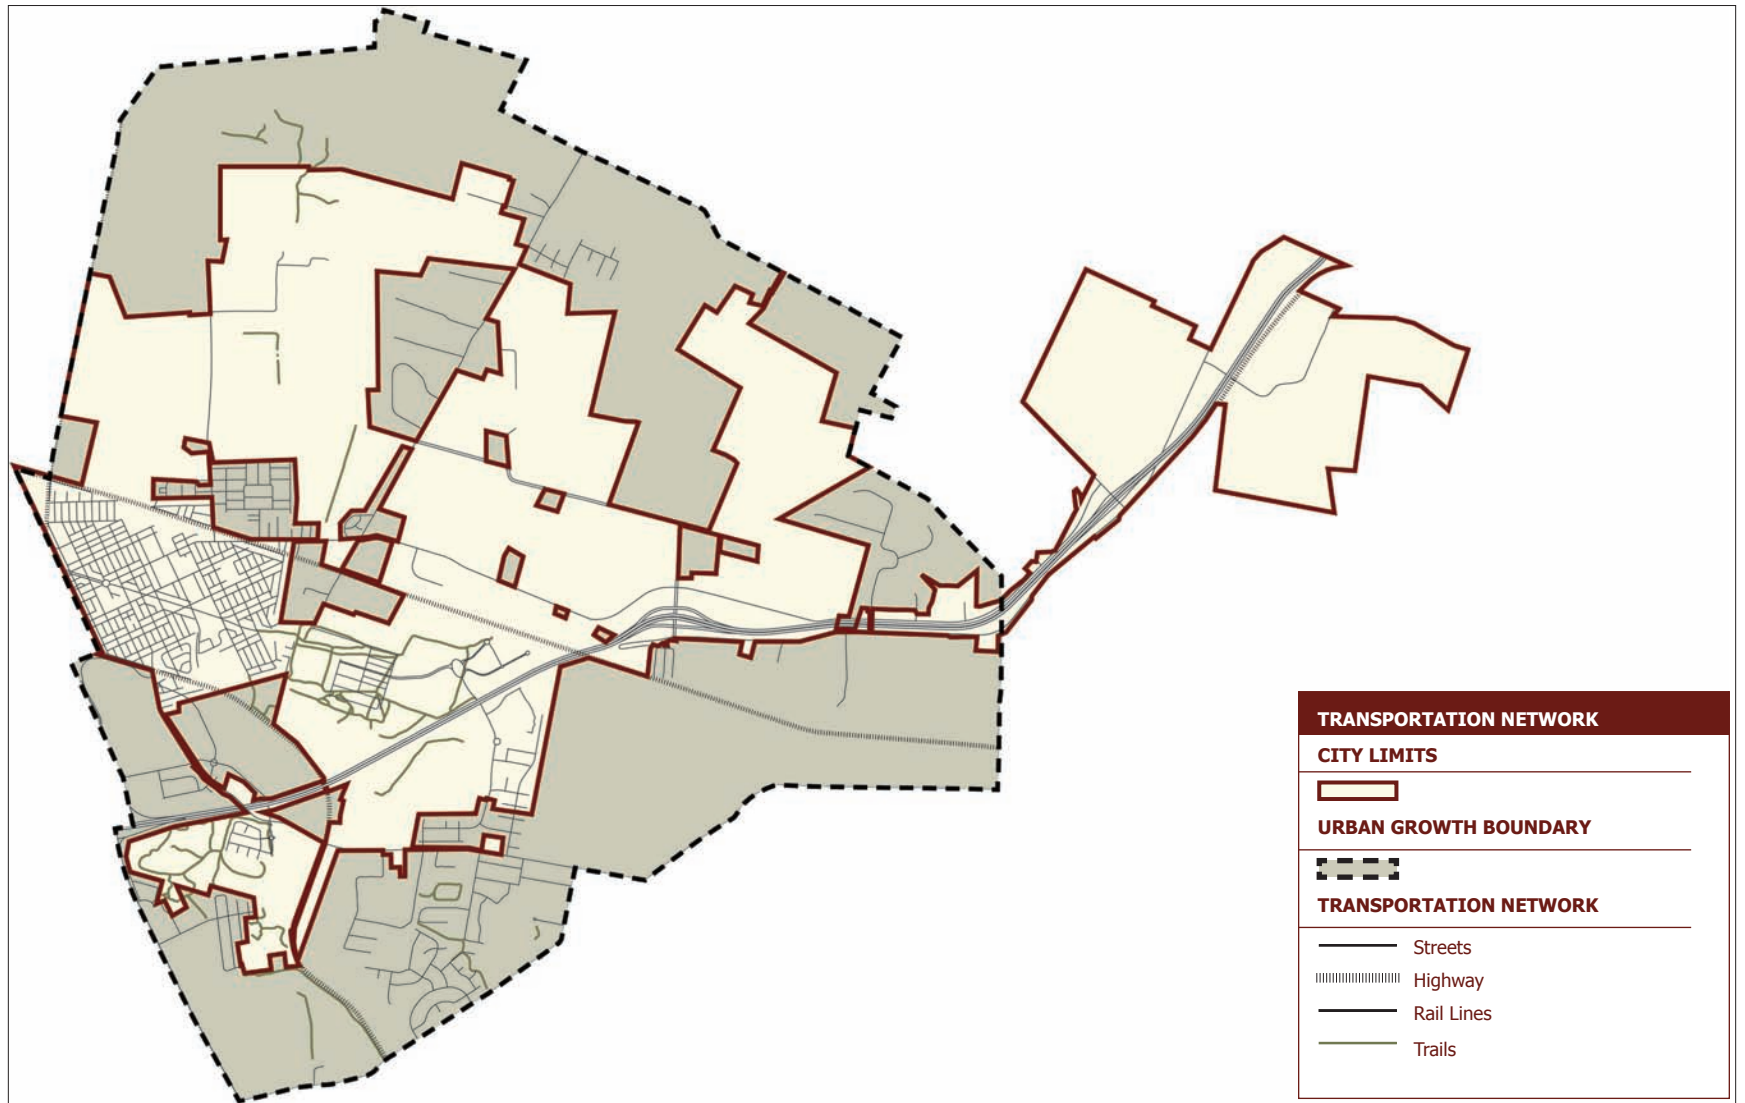 TRANSPORTATION NETWORK
CITY LIMITS
URBAN GROWTH BOUNDARY
TRANSPORTATION NETWORK
Streets
Highway
Rail Lines
Trails